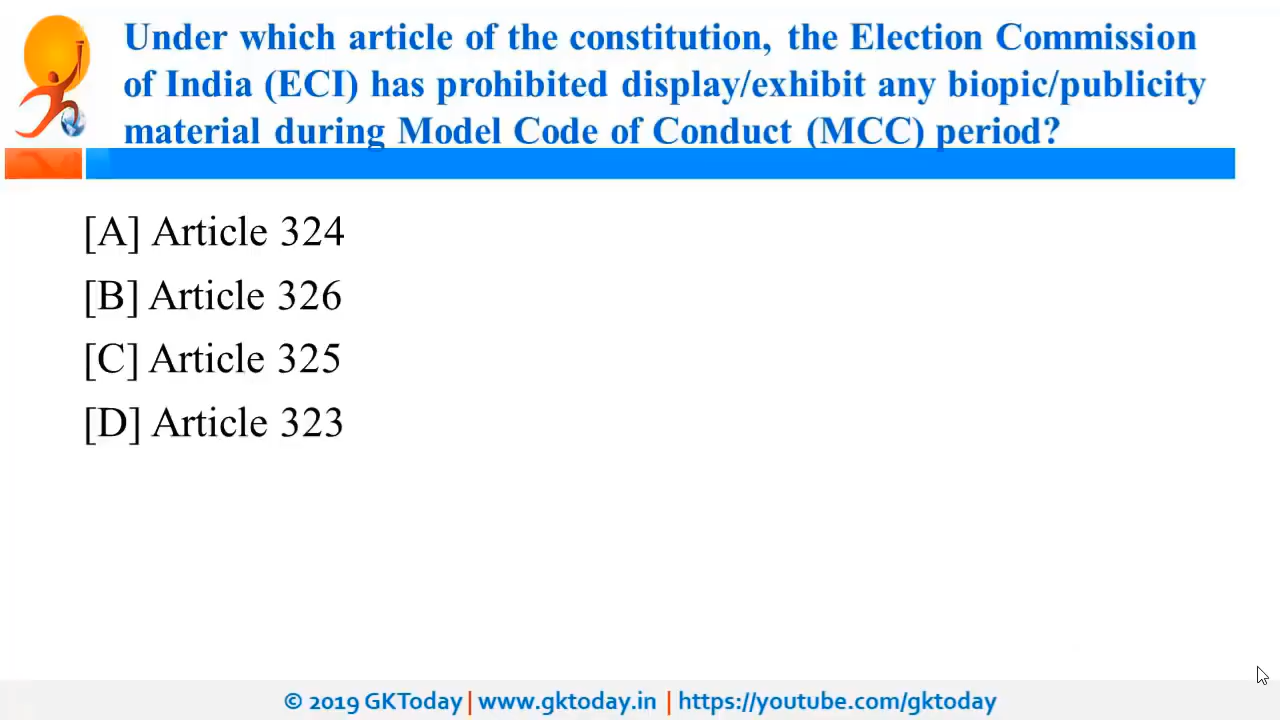 Under which article of the constitution, the Election Commission
of India (ECI) has prohibited display/exhibit any biopic/publicity
material during Model Code of Conduct (MCC) period?
[A] Article 324
[B] Article 326
[C] Article 325
[D] Article 323
© 2019 GKToday | www.gktoday.in | https://youtube.com/gktoday